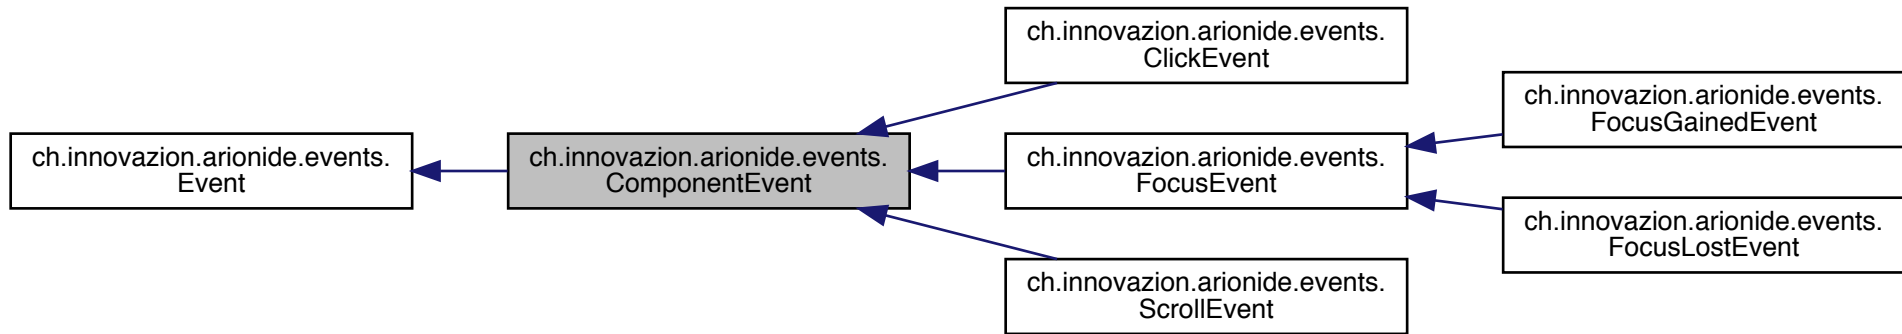 ch.innovazion.arionide.events.
Event
ch.innovazion.arionide.events.
ComponentEvent
ch.innovazion.arionide.events.
ClickEvent
ch.innovazion.arionide.events.
FocusEvent
ch.innovazion.arionide.events.
ScrollEvent
ch.innovazion.arionide.events.
FocusGainedEvent
ch.innovazion.arionide.events.
FocusLostEvent